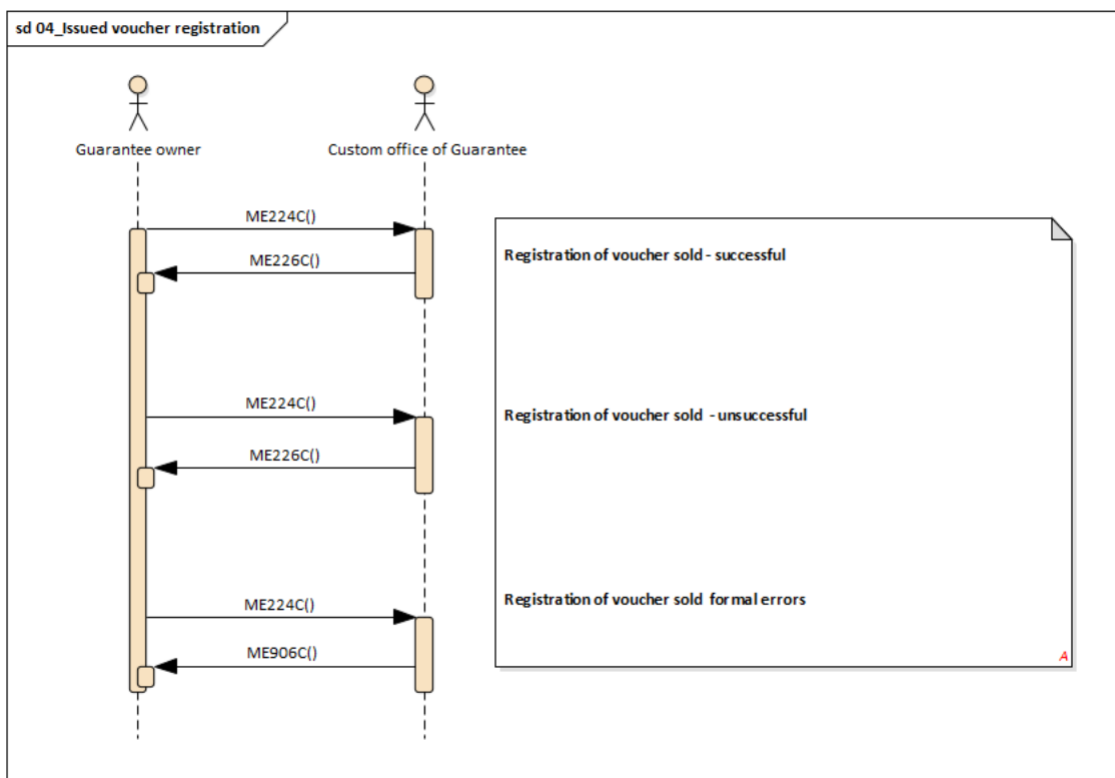 sd 04_Issued voucher registration
Guarantee owner
Custom office of Guarantee
ME224C()
ME226C()
Registration of voucher sold - successful
ME224C()
ME226C()
Registration of voucher sold - unsuccessful
ME224C()
ME906C()
Registration of voucher sold formal errors
A